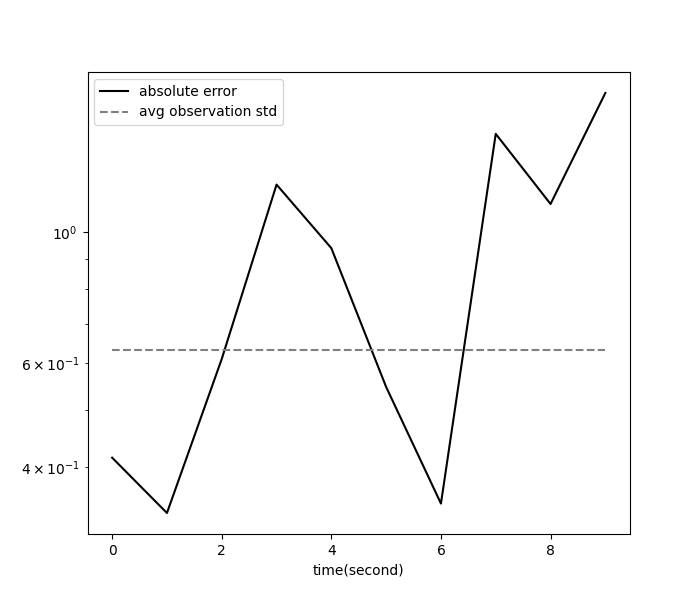 absolute error
avg observation std
10⁰
6 × 10⁻¹
4 × 10⁻¹
0 2 4 6 8
time(second)